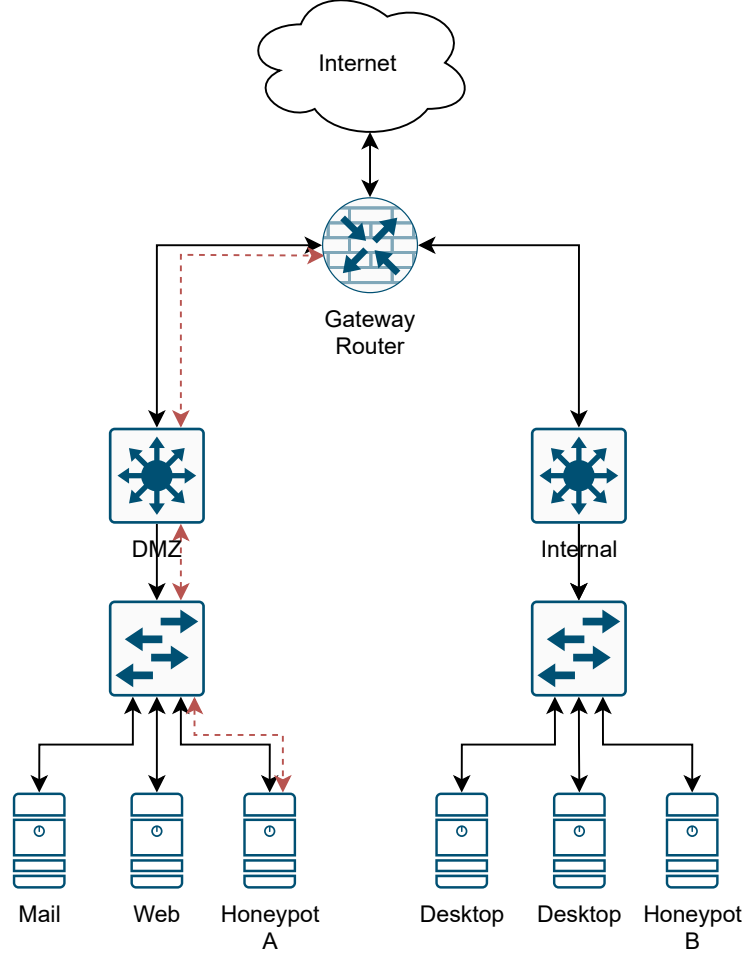 Internet
Gateway
Router
DMZ
Internal
Mail
Web
Honeypot
A
Desktop
Desktop
Honeypot
B